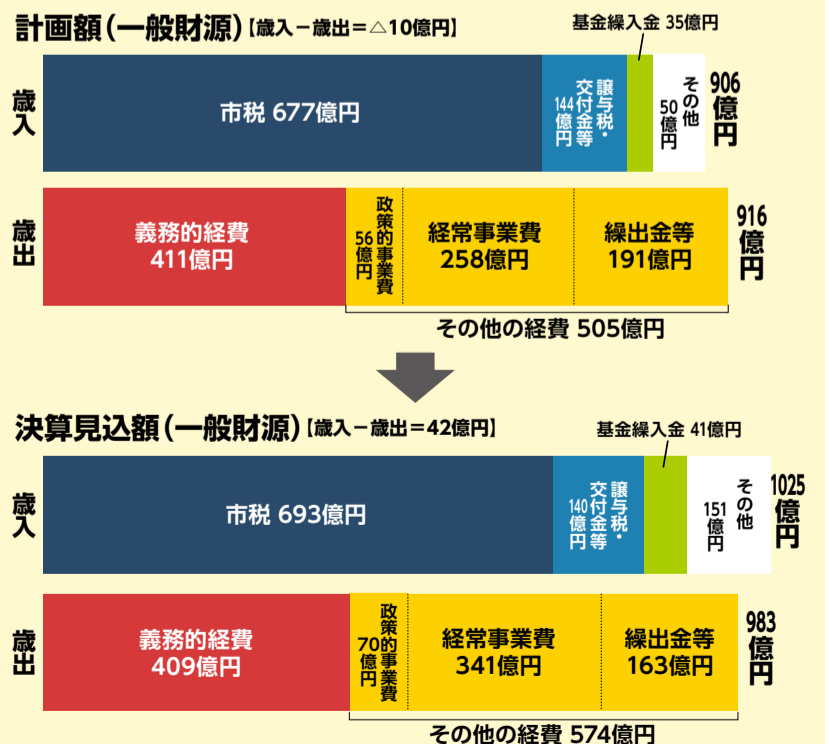 計画額(一般財源)【歳入－歳出＝△10億円】
基金繰入金 35億円
歳入
市税 677億円
譲与税・交付金等
144億円
その他
50億円
906億円
歳出
義務的経費
411億円
政策的事業費
56億円
経常事業費
258億円
繰出金等
191億円
916億円
その他の経費 505億円
決算見込額(一般財源)【歳入－歳出＝42億円】
基金繰入金 41億円
歳入
市税 693億円
譲与税・交付金等
140億円
その他
151億円
1025億円
歳出
義務的経費
409億円
政策的事業費
70億円
経常事業費
341億円
繰出金等
163億円
983億円
その他の経費 574億円